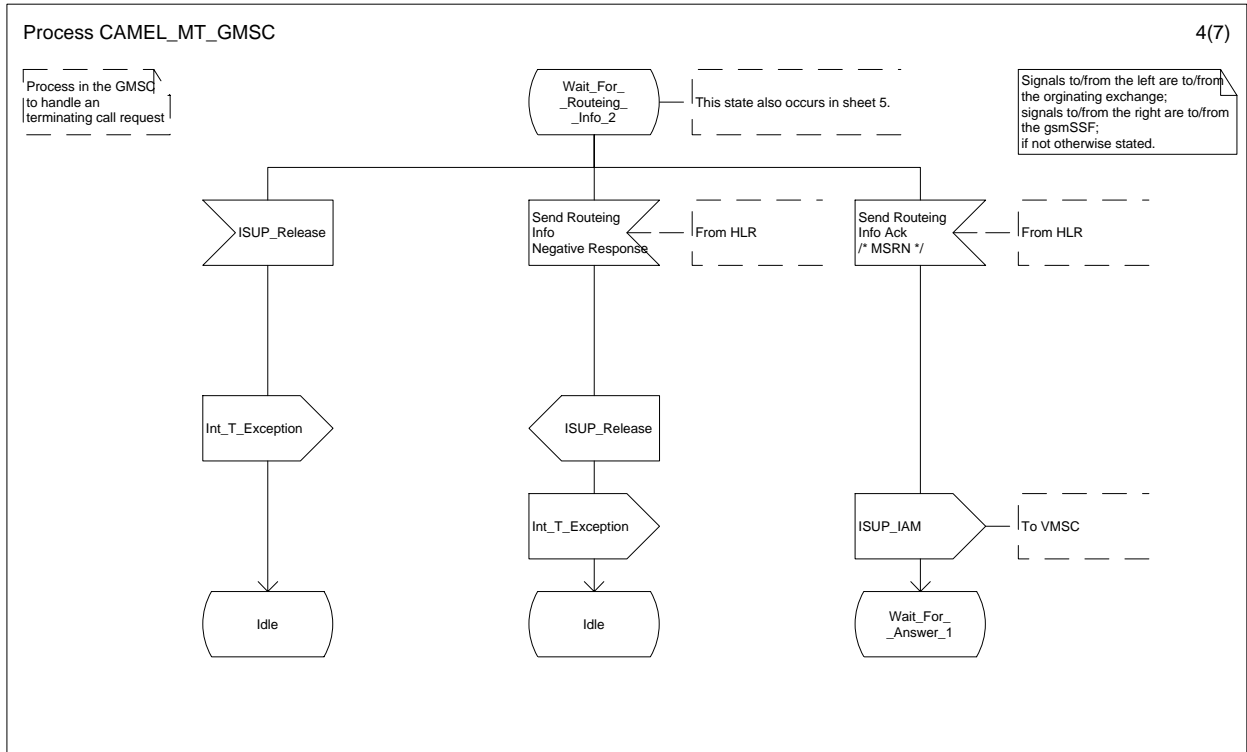 Process CAMEL_MT_GMSC
4(7)
Process in the GMSC
to handle an
terminating call request
Wait_For_
_Routeing_
_Info_2
This state also occurs in sheet 5.
Signals to/from the left are to/from
the orginating exchange;
signals to/from the right are to/from
the gsmSSF;
if not otherwise stated.
ISUP_Release
Send Routeing
Info
Negative Response
From HLR
Send Routeing
Info Ack
/* MSRN */
From HLR
Int_T_Exception
ISUP_Release
Int_T_Exception
ISUP_IAM
To VMSC
Idle
Idle
Wait_For_
_Answer_1